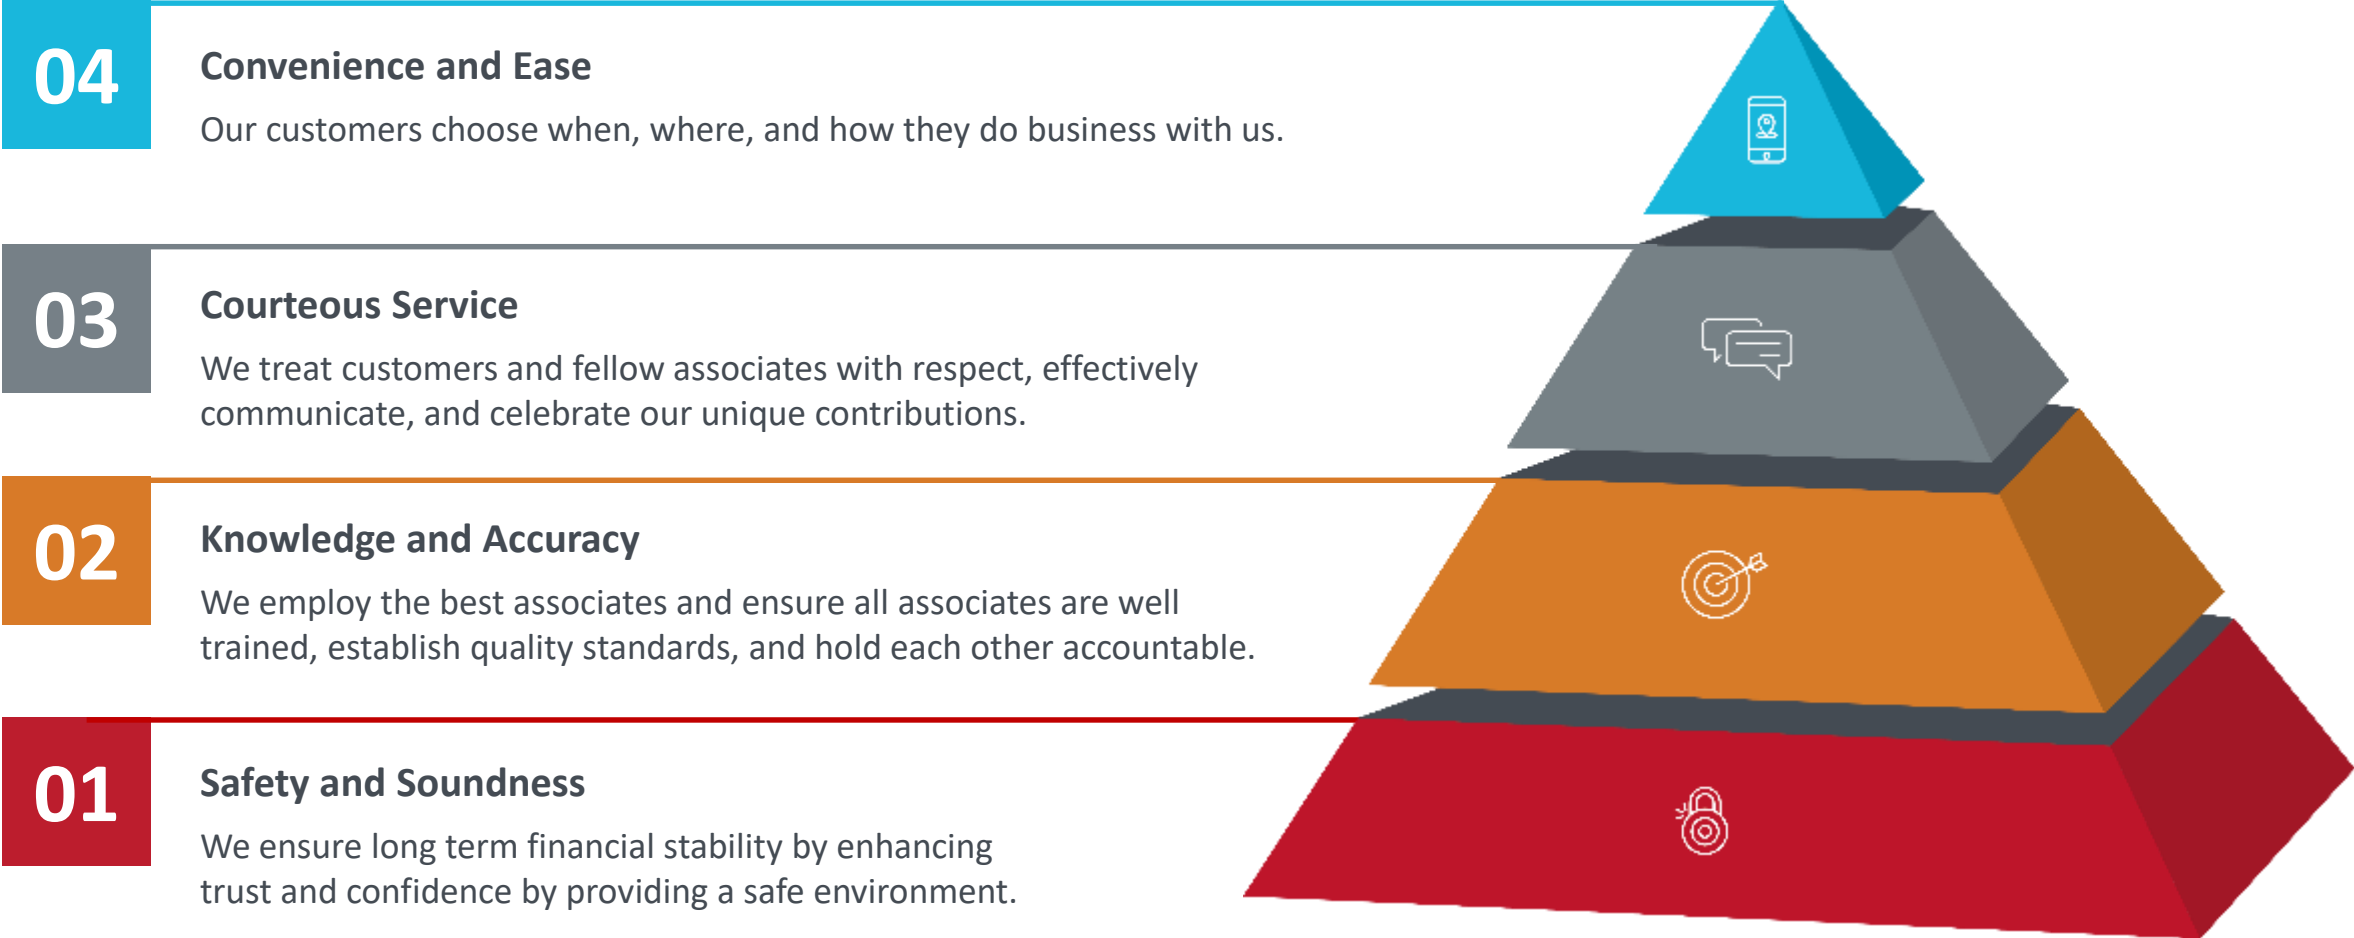 04
Convenience and Ease
Our customers choose when, where, and how they do business with us.
03
Courteous Service
We treat customers and fellow associates with respect, effectively
communicate, and celebrate our unique contributions.
02
Knowledge and Accuracy
We employ the best associates and ensure all associates are well
trained, establish quality standards, and hold each other accountable.
01
Safety and Soundness
We ensure long term financial stability by enhancing
trust and confidence by providing a safe environment.